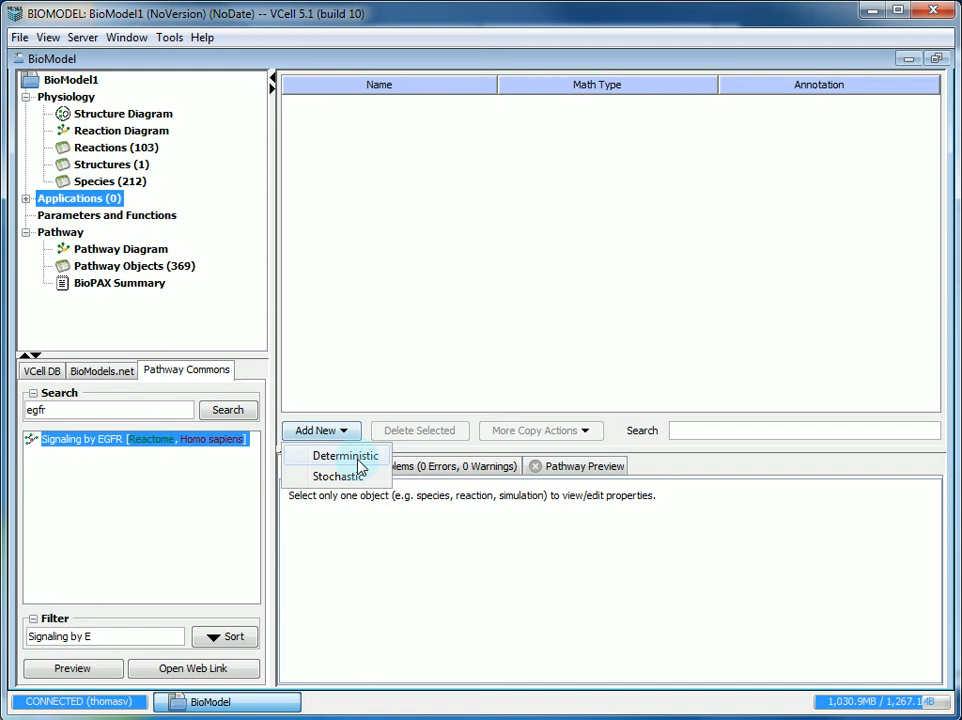 BIOMODEL: BioModel1 (NoVersion) (NoDate) -- VCell 5.1 (build 10)
File View Server Window Tools Help
BioModel
BioModel1
Physiology
Structure Diagram
Reaction Diagram
Reactions (103)
Structures (1)
Species (212)
Applications (0)
Parameters and Functions
Pathway
Pathway Diagram
Pathway Objects (369)
BioPAX Summary
Name Math Type Annotation
VCell DB BioModels.net Pathway Commons
Search
egfr Search
Signaling by EGFR [Reactome, Homo sapiens]
Filter
Signaling by E Sort
Preview Open Web Link
Add New Delete Selected More Copy Actions Search
Deterministic
Stochastic
(0 Errors, 0 Warnings) Pathway Preview
Select only one object (e.g. species, reaction, simulation) to view/edit properties.
CONNECTED (thomasv) BioModel 1,030.9MB / 1,267.1MB